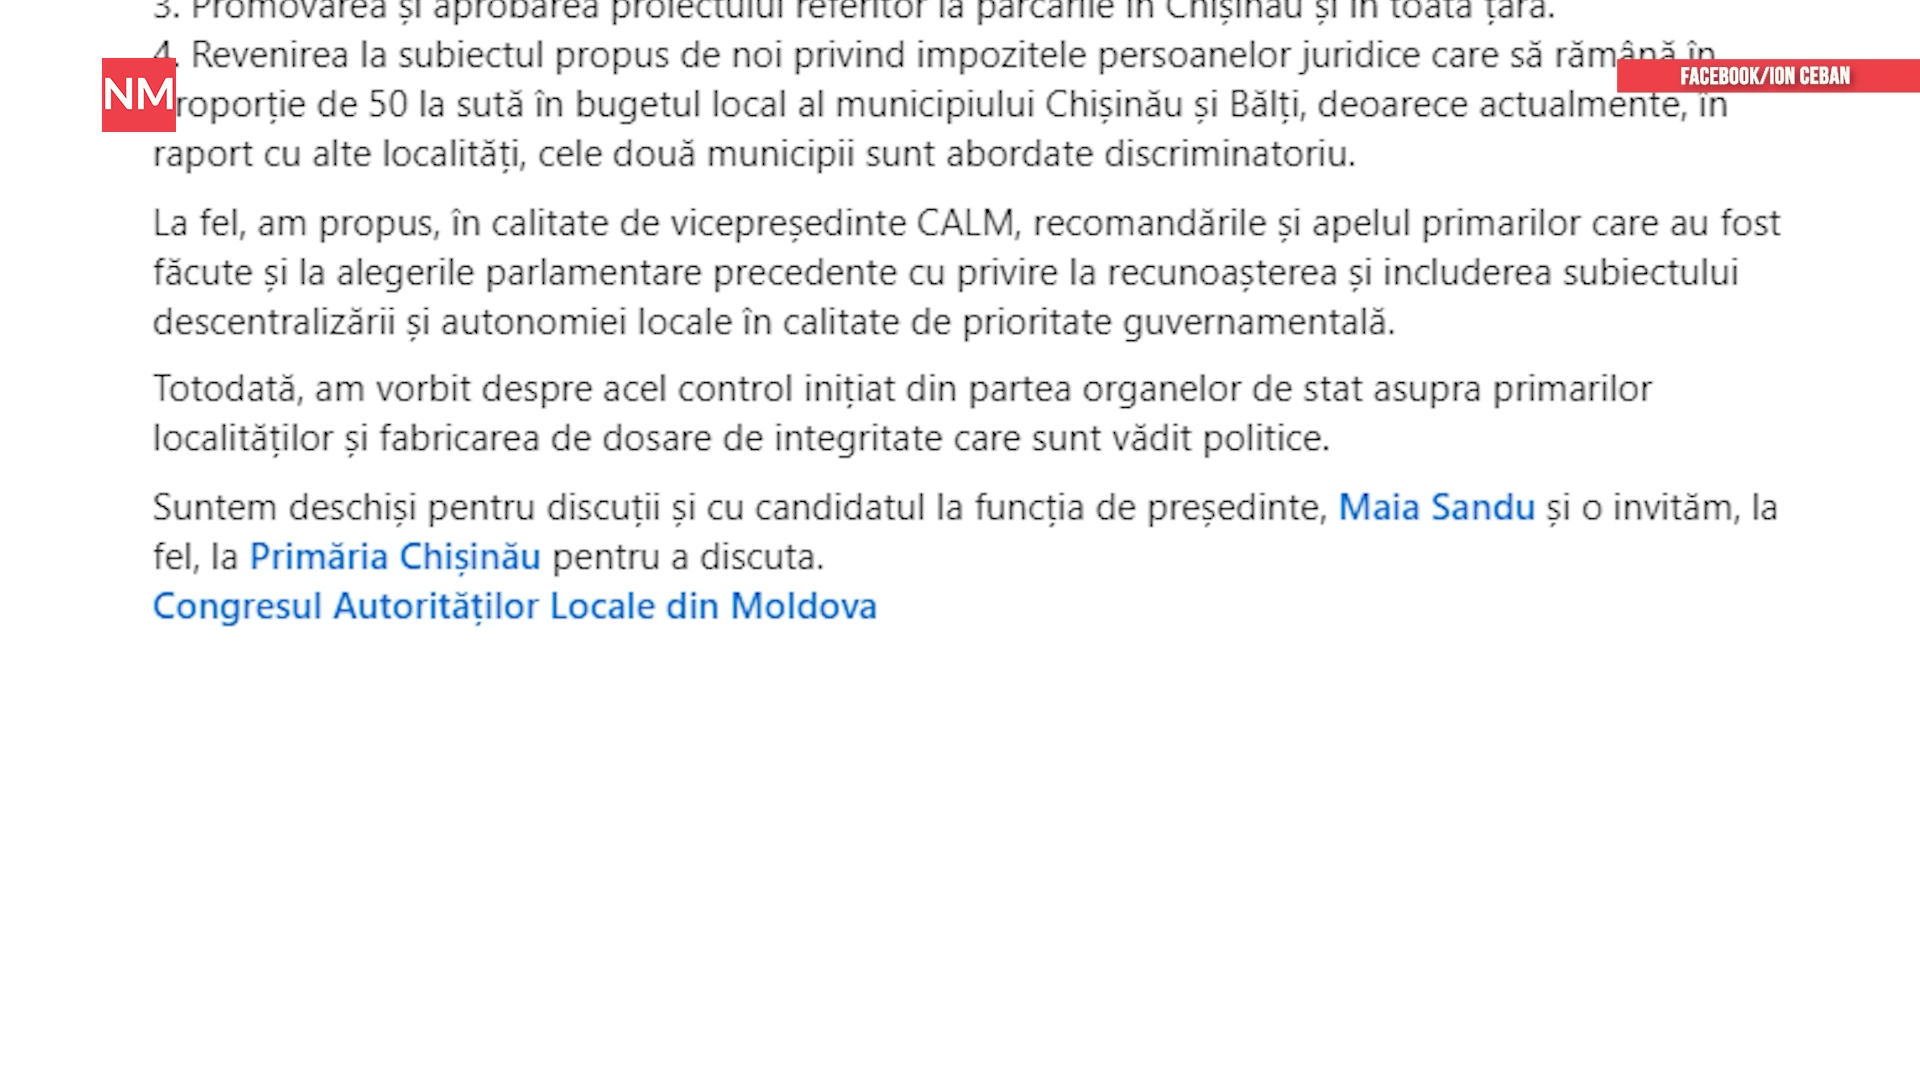 3. Promovarea și aprobarea proiectului referitor la parcările în Chișinău și în toată țara.
4. Revenirea la subiectul propus de noi privind impozitele persoanelor juridice care să rămână în
FACEBOOK/ION CEBAN
NM
roporție de 50 la sută în bugetul local al municipiului Chișinău și Bălți, deoarece actualmente, în
raport cu alte localități, cele două municipii sunt abordate discriminatoriu.
La fel, am propus, în calitate de vicepreședinte CALM, recomandările și apelul primarilor care au fost
făcute și la alegerile parlamentare precedente cu privire la recunoașterea și includerea subiectului
descentralizării și autonomiei locale în calitate de prioritate guvernamentală.
Totodată, am vorbit despre acel control inițiat din partea organelor de stat asupra primarilor
localităților și fabricarea de dosare de integritate care sunt vădit politice.
Suntem deschiși pentru discuții și cu candidatul la funcția de președinte, Maia Sandu și o invităm, la
fel, la Primăria Chișinău pentru a discuta.
Congresul Autorităților Locale din Moldova